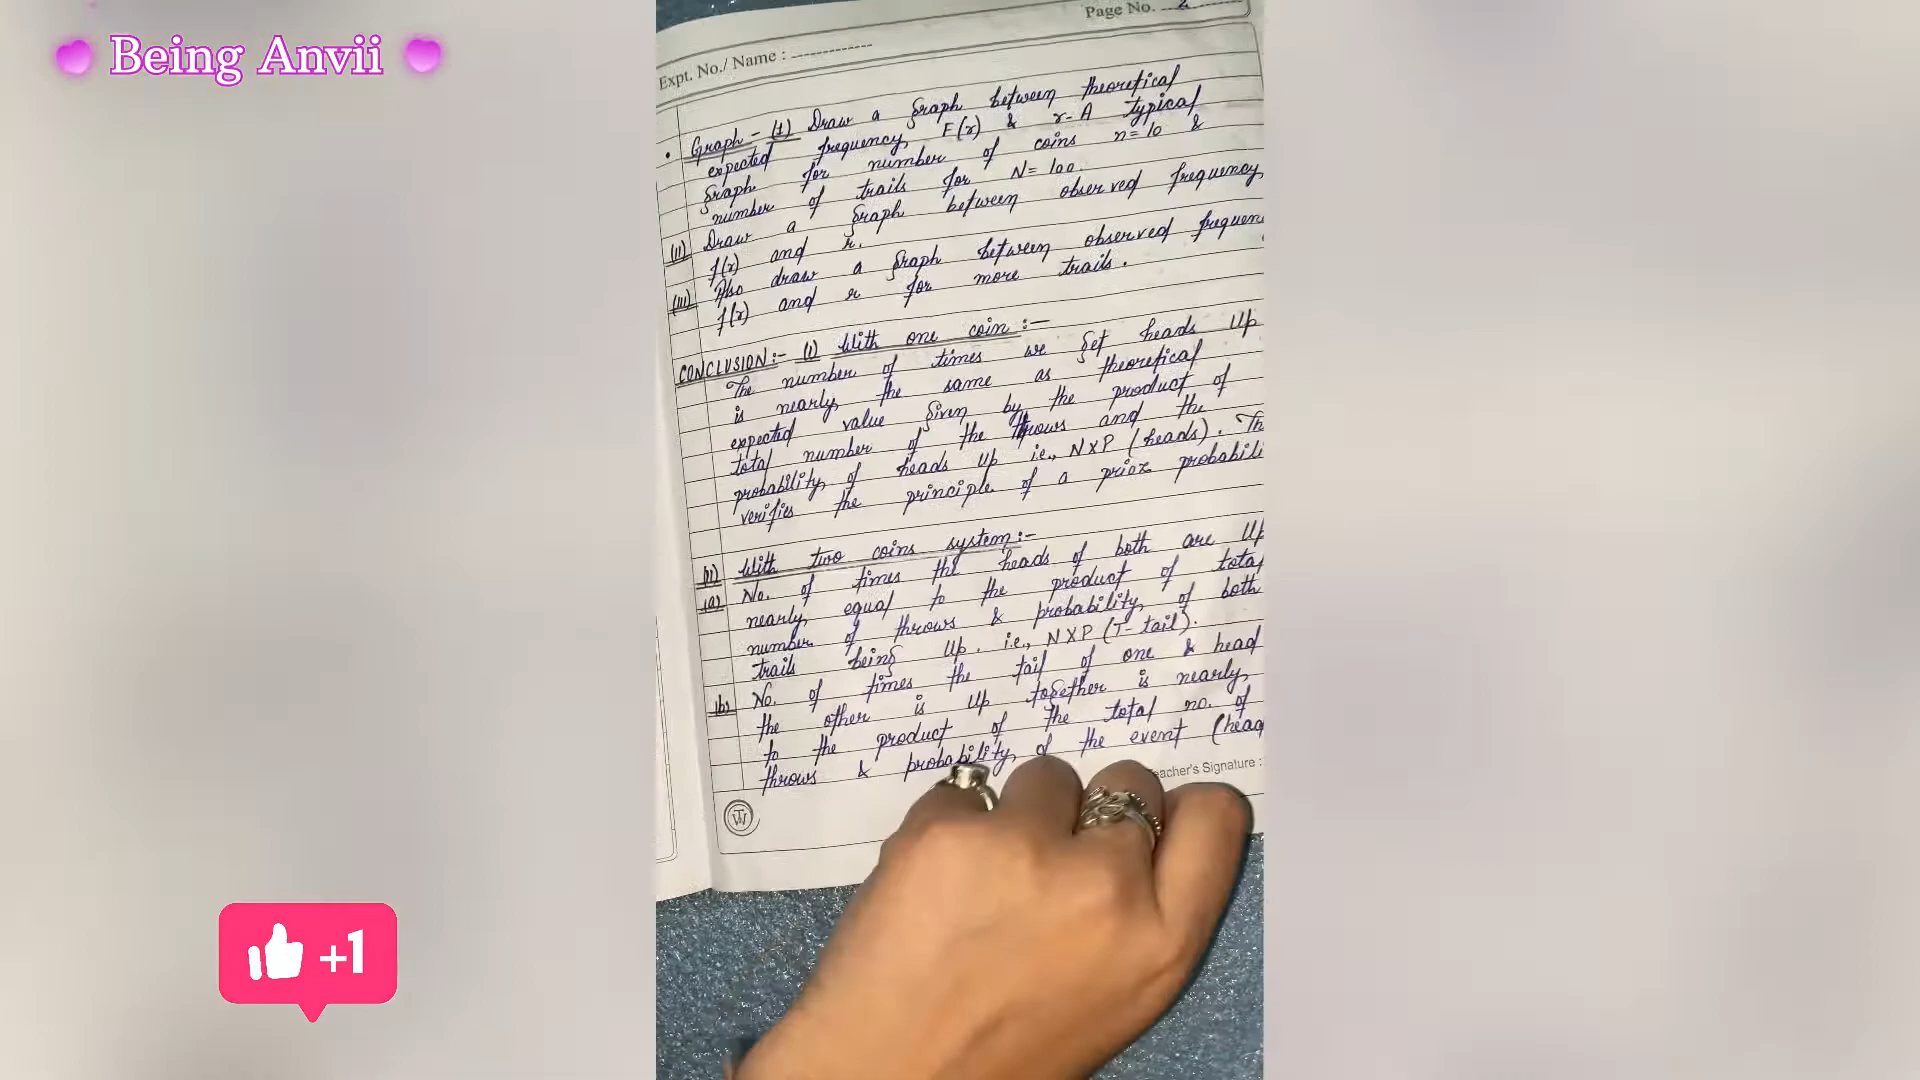 Being Anvii
Page No. 2
Expt. No./ Name :
Graph - (I) Draw a graph between theoretical
expected frequency F(r) & r - A typical
graph for number of coins n = 10 &
number of trails for N = 100.
(II) Draw a graph between observed frequency
f(r) and r.
(III) Also draw a graph between observed frequen
f(r) and r for more trails.
CONCLUSION :- (I) With one coin :-
The number of times we get heads Up
is nearly the same as theoretical
expected value given by the product of
total number of the throws and the
probability of heads Up i.e., N x P (heads). Th
verifies the principle of a prior probabili
(II) With two coins system :-
(a) No. of times the heads of both are Up
nearly equal to the product of total
number of throws & probability of both
trails being Up. i.e., N X P (T- tail).
(b) No. of times the tail of one & head
the other is Up together is nearly
to the product of the total no. of
throws & probability of the event (head
eacher's Signature :
+1